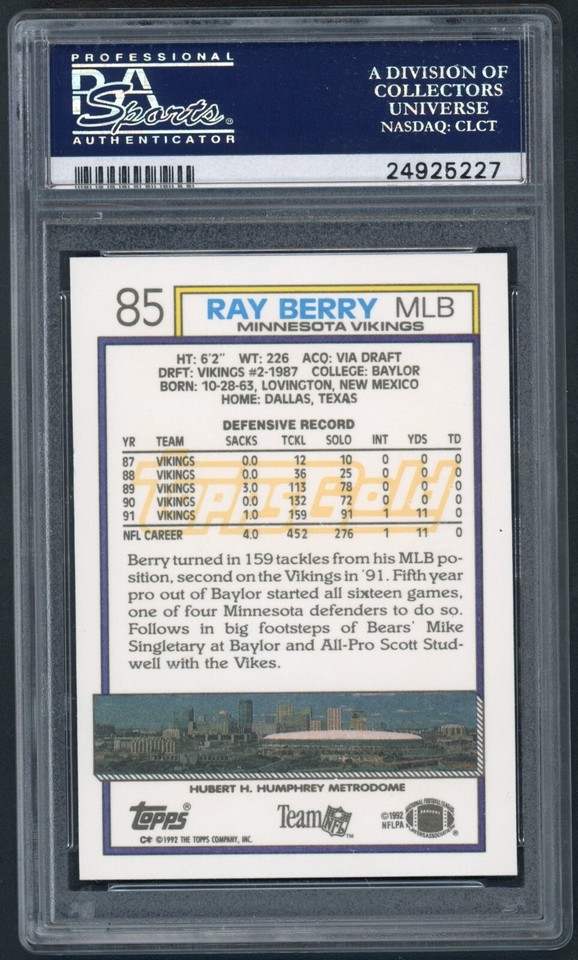 PROFESSIONAL
PSA
Sports®
AUTHENTICATOR
A DIVISION OF
COLLECTORS
UNIVERSE
NASDAQ: CLCT
24925227
85 RAY BERRY MLB
MINNESOTA VIKINGS
HT: 6'2" WT: 226 ACQ: VIA DRAFT
DRFT: VIKINGS #2-1987 COLLEGE: BAYLOR
BORN: 10-28-63, LOVINGTON, NEW MEXICO
HOME: DALLAS, TEXAS
DEFENSIVE RECORD
YR TEAM SACKS TCKL SOLO INT YDS TD
87 VIKINGS 0.0 12 10 0 0 0
88 VIKINGS 0.0 36 25 0 0 0
89 VIKINGS 3.0 113 78 0 0 0
90 VIKINGS 0.0 132 72 0 0 0
91 VIKINGS 1.0 159 91 1 11 0
NFL CAREER 4.0 452 276 1 11 0
ToppsGold
Berry turned in 159 tackles from his MLB po-
sition, second on the Vikings in '91. Fifth year
pro out of Baylor started all sixteen games,
one of four Minnesota defenders to do so.
Follows in big footsteps of Bears' Mike
Singletary at Baylor and All-Pro Scott Stud-
well with the Vikes.
HUBERT H. HUMPHREY METRODOME
Topps®
C* ©1992 THE TOPPS COMPANY, INC.
Team NFL
©1992
NFLPA